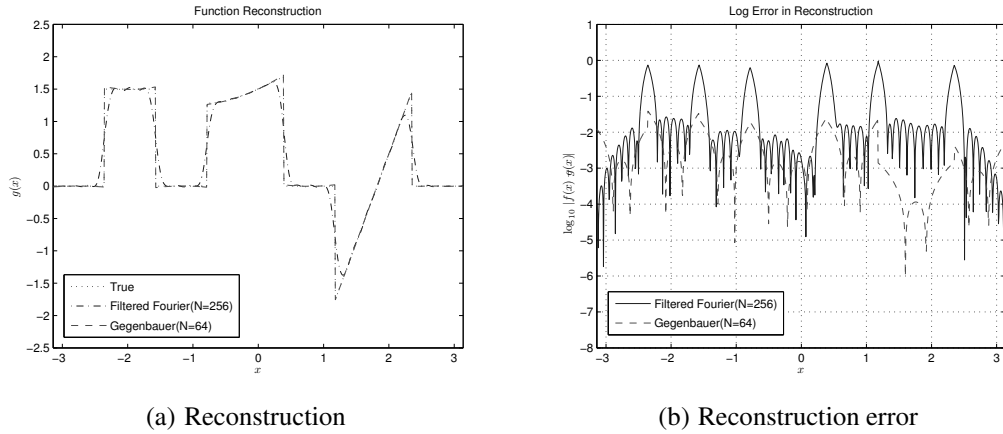 Function Reconstruction
2.5
2
1.5
1
0.5
0
−0.5
−1
−1.5
−2
2.5
g(x)
True
Filtered Fourier(N=256)
Gegenbauer(N=64)
−3 −2 −1 0 1 2 3
x
(a) Reconstruction
Log Error in Reconstruction
1
0
−1
−2
−3
−4
−5
−6
−7
−8
log10 |f(x) g(x)|
Filtered Fourier(N=256)
Gegenbauer(N=64)
−3 −2 −1 0 1 2 3
x
(b) Reconstruction error